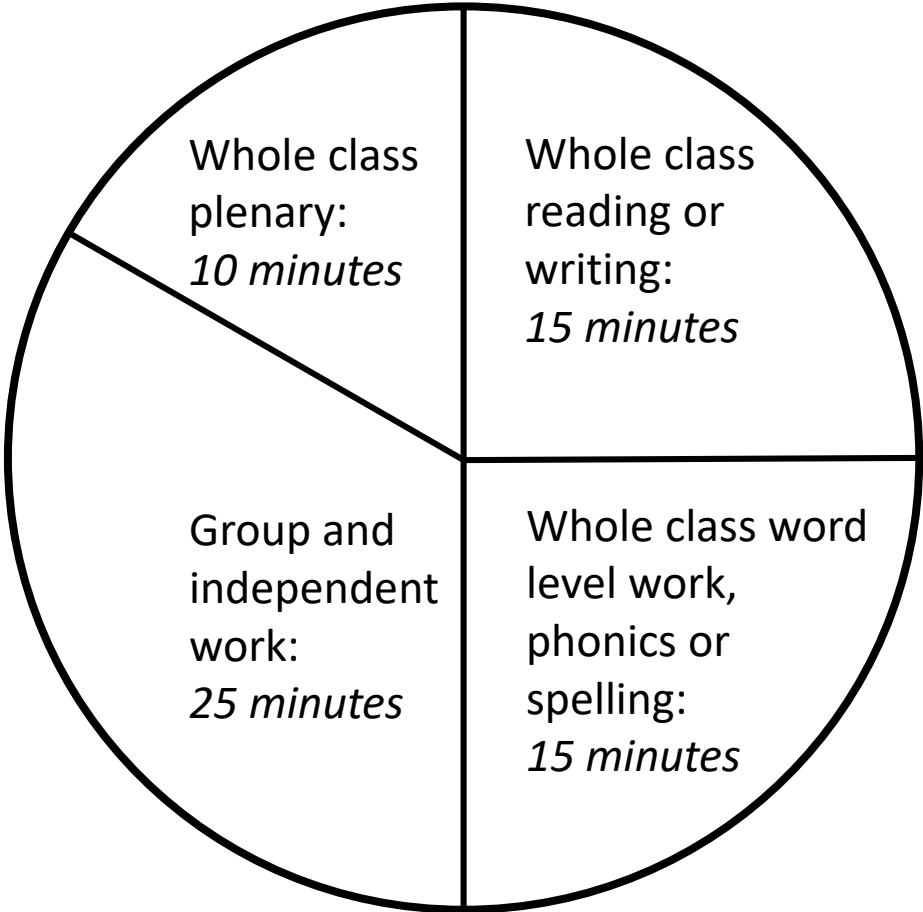 Whole class
plenary:
10 minutes
Whole class
reading or
writing:
15 minutes
Group and
independent
work:
25 minutes
Whole class word
level work,
phonics or
spelling:
15 minutes